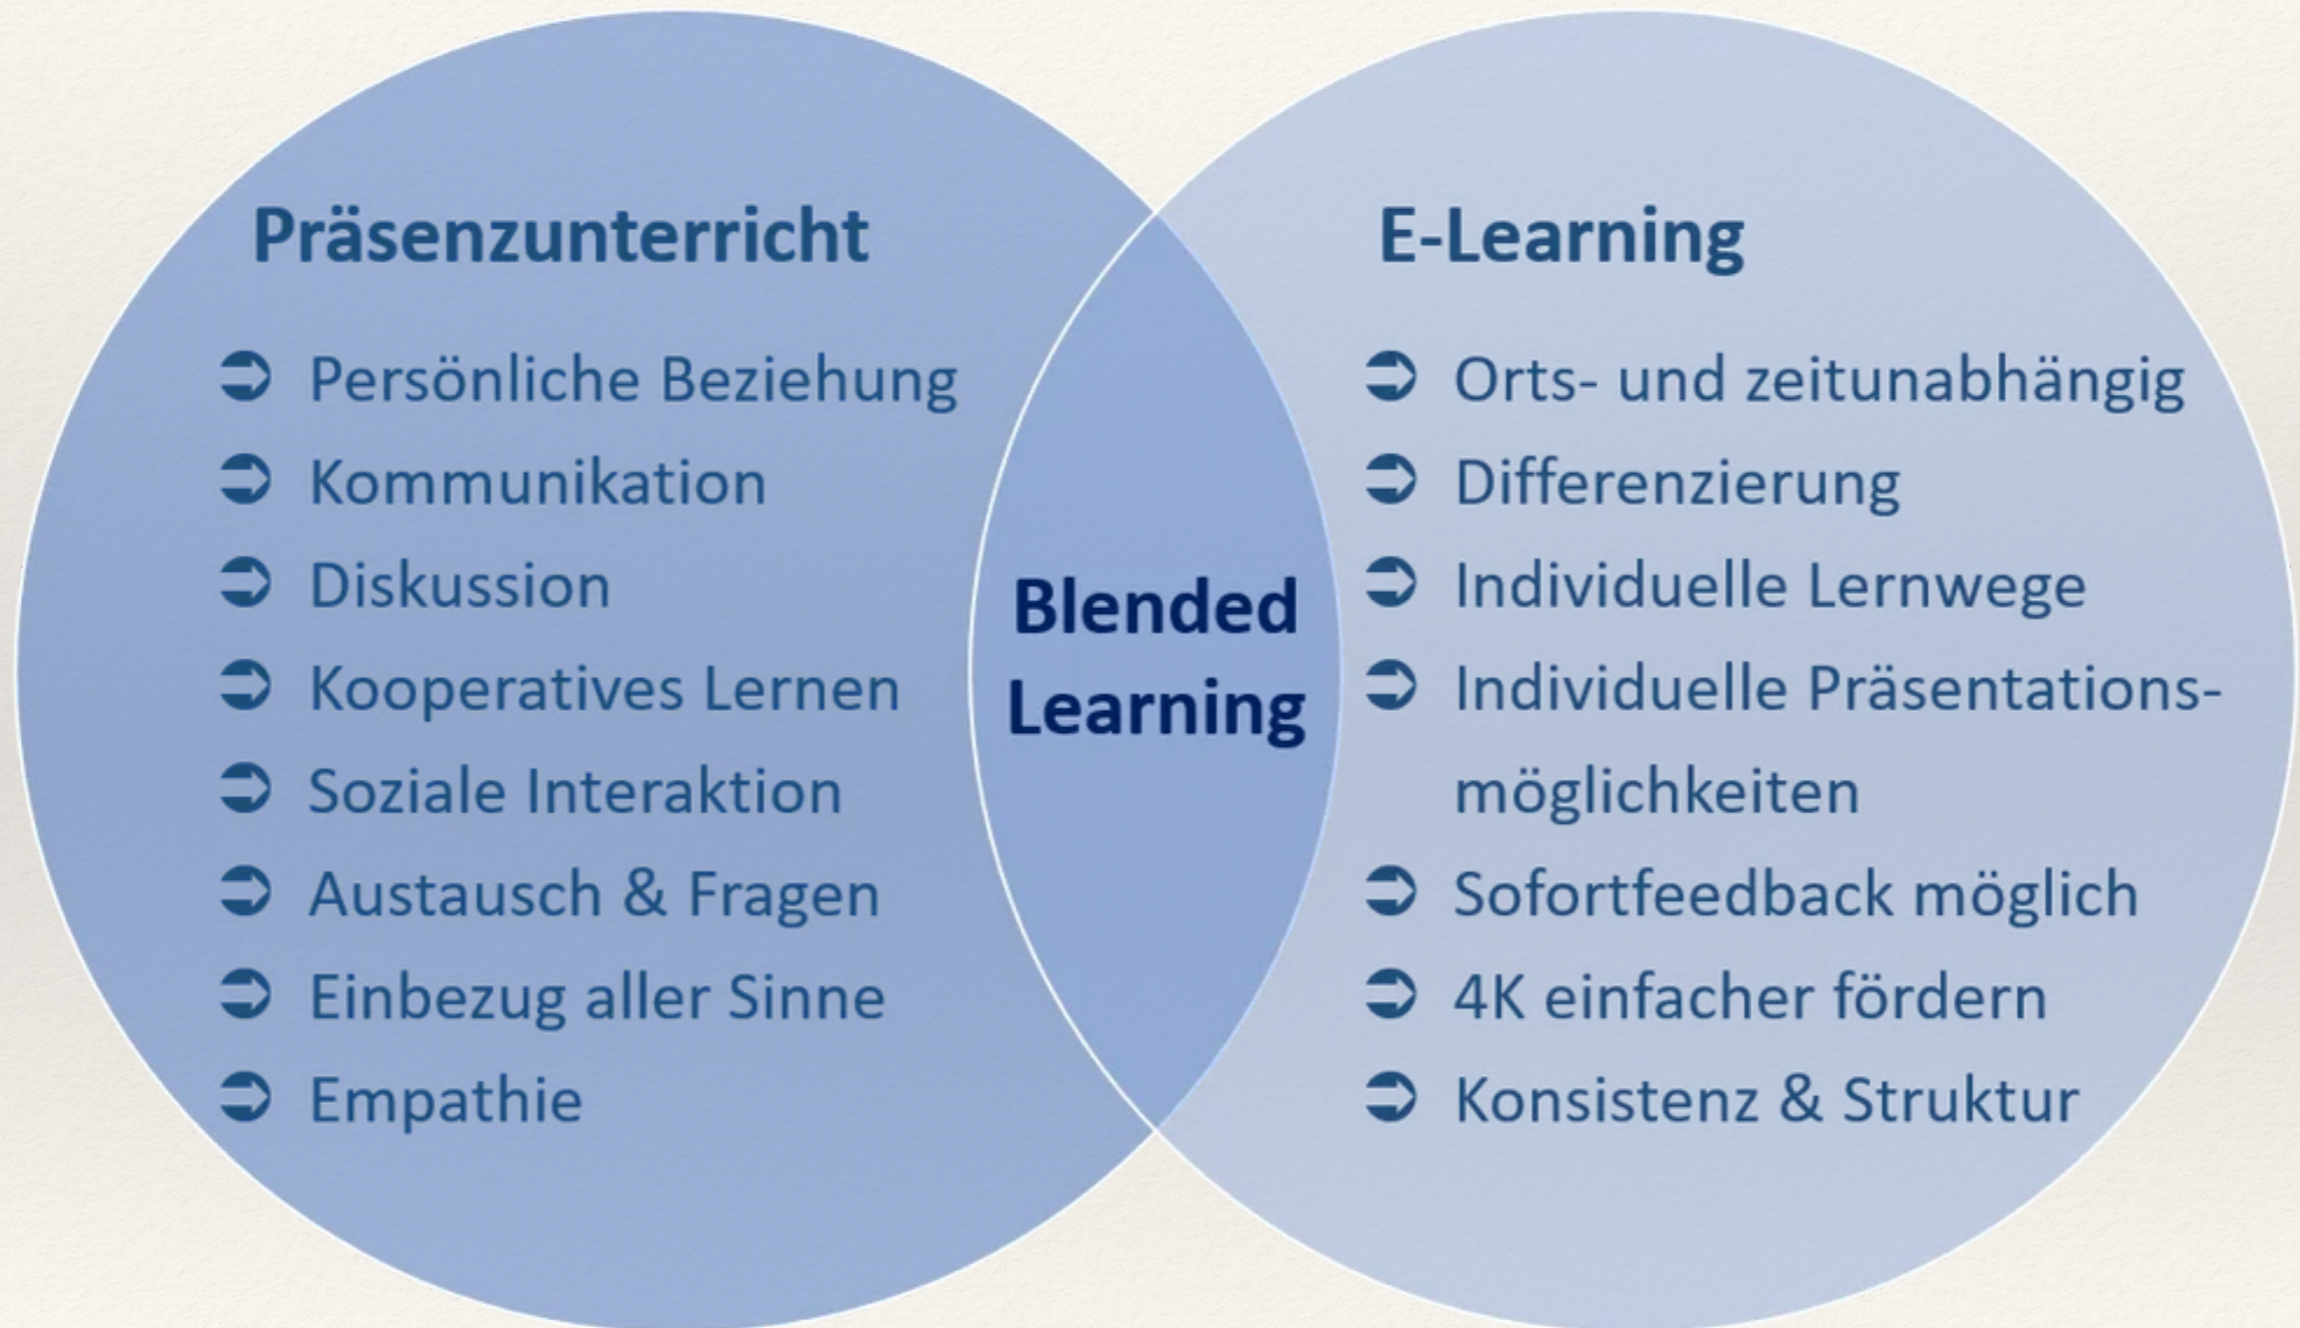 Präsenzunterricht
Persönliche Beziehung
Kommunikation
Diskussion
Kooperatives Lernen
Soziale Interaktion
Austausch & Fragen
Einbezug aller Sinne
Empathie
Blended
Learning
E-Learning
Orts- und zeitunabhängig
Differenzierung
Individuelle Lernwege
Individuelle Präsentations-
möglichkeiten
Sofortfeedback möglich
4K einfacher fördern
Konsistenz & Struktur